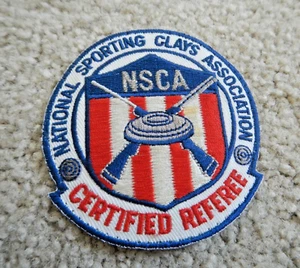 NATIONAL SPORTING CLAYS ASSOCIATION
NSCA
CERTIFIED REFEREE